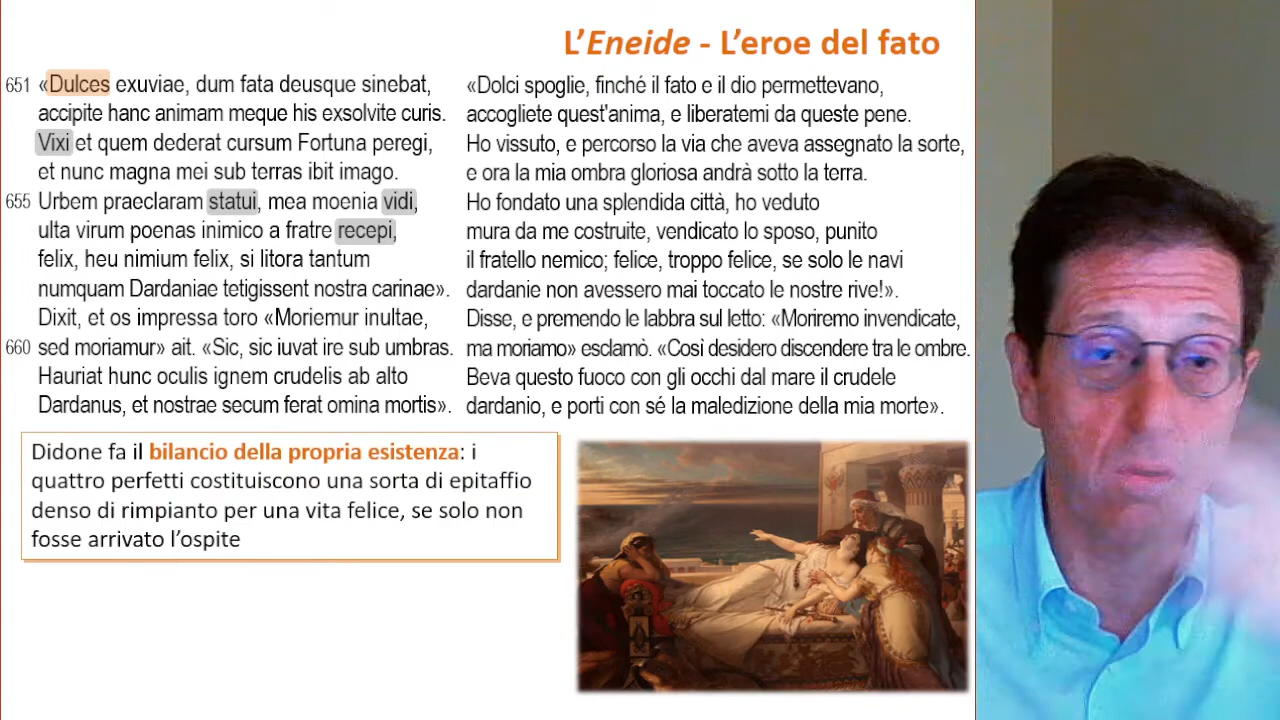 L'Eneide - L'eroe del fato
651 «Dulces exuviae, dum fata deusque sinebat,
accipite hanc animam meque his exsolvite curis.
Vixi et quem dederat cursum Fortuna peregi,
et nunc magna mei sub terras ibit imago.
655 Urbem praeclaram statui, mea moenia vidi,
ulta virum poenas inimico a fratre recepi,
felix, heu nimium felix, si litora tantum
numquam Dardaniae tetigissent nostra carinae».
Dixit, et os impressa toro «Moriemur inultae,
660 sed moriamur» ait. «Sic, sic iuvat ire sub umbras.
Hauriat hunc oculis ignem crudelis ab alto
Dardanus, et nostrae secum ferat omina mortis».
«Dolci spoglie, finché il fato e il dio permettevano,
accogliete quest'anima, e liberatemi da queste pene.
Ho vissuto, e percorso la via che aveva assegnato la sorte,
e ora la mia ombra gloriosa andrà sotto la terra.
Ho fondato una splendida città, ho veduto
mura da me costruite, vendicato lo sposo, punito
il fratello nemico; felice, troppo felice, se solo le navi
dardanie non avessero mai toccato le nostre rive!».
Disse, e premendo le labbra sul letto: «Moriremo invendicate,
ma moriamo» esclamò. «Così desidero discendere tra le ombre.
Beva questo fuoco con gli occhi dal mare il crudele
dardanio, e porti con sé la maledizione della mia morte».
Didone fa il bilancio della propria esistenza: i
quattro perfetti costituiscono una sorta di epitaffio
denso di rimpianto per una vita felice, se solo non
fosse arrivato l'ospite